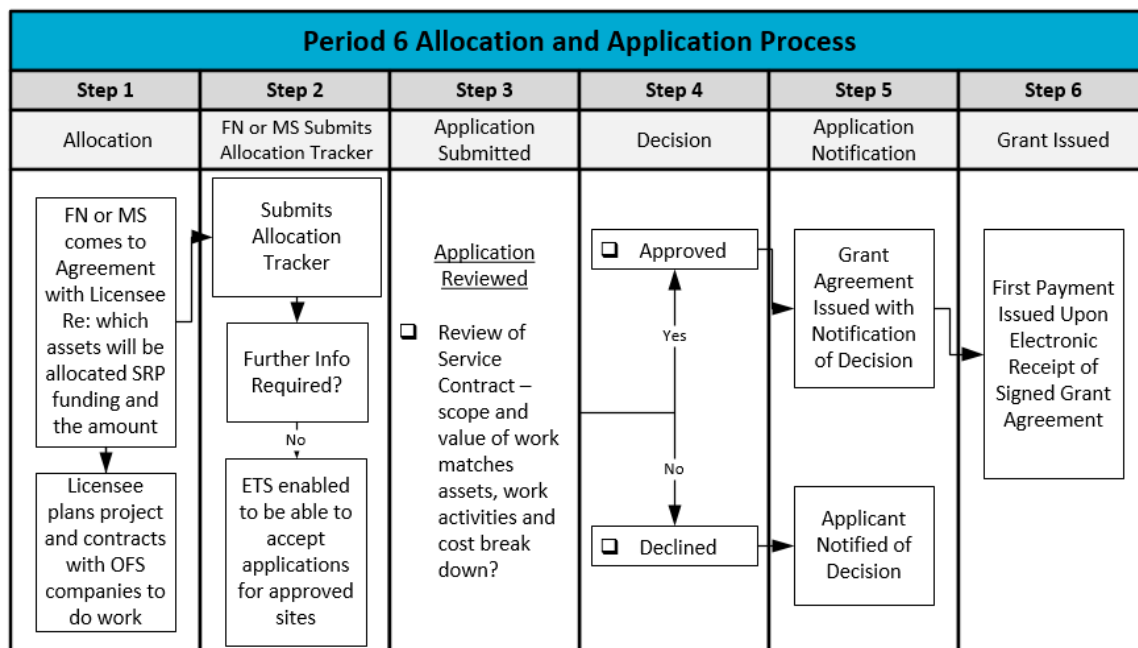 Period 6 Allocation and Application Process
Step 1
Step 2
Step 3
Step 4
Step 5
Step 6
Allocation
FN or MS Submits
Allocation Tracker
Application
Submitted
Decision
Application
Notification
Grant Issued
FN or MS
comes to
Agreement
with Licensee
Re: which
assets will be
allocated SRP
funding and
the amount
Licensee
plans project
and contracts
with OFS
companies to
do work
Submits
Allocation
Tracker
Further Info
Required?
No
ETS enabled
to be able to
accept
applications
for approved
sites
Application
Reviewed
Review of
Service
Contract –
scope and
value of work
matches
assets, work
activities and
cost break
down?
Approved
Yes
No
Declined
Grant
Agreement
Issued with
Notification
of Decision
Applicant
Notified of
Decision
First Payment
Issued Upon
Electronic
Receipt of
Signed Grant
Agreement